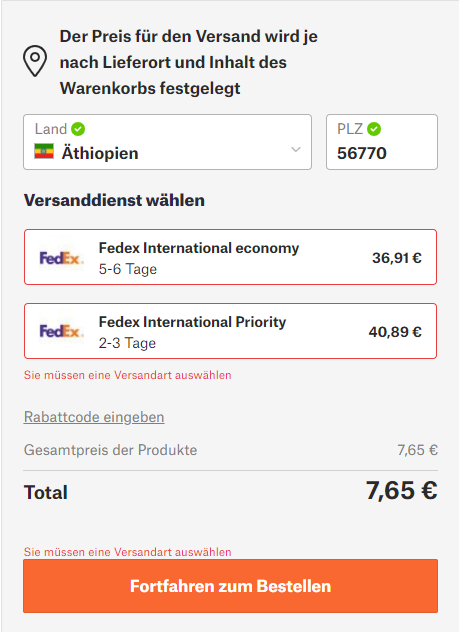 Der Preis für den Versand wird je
nach Lieferort und Inhalt des
Warenkorbs festgelegt
Land
Äthiopien
PLZ
56770
Versanddienst wählen
FedEx.
Fedex International economy
5-6 Tage
36,91 €
FedEx.
Fedex International Priority
2-3 Tage
40,89 €
Sie müssen eine Versandart auswählen
Rabattcode eingeben
Gesamtpreis der Produkte 7,65 €
Total 7,65 €
Sie müssen eine Versandart auswählen
Fortfahren zum Bestellen